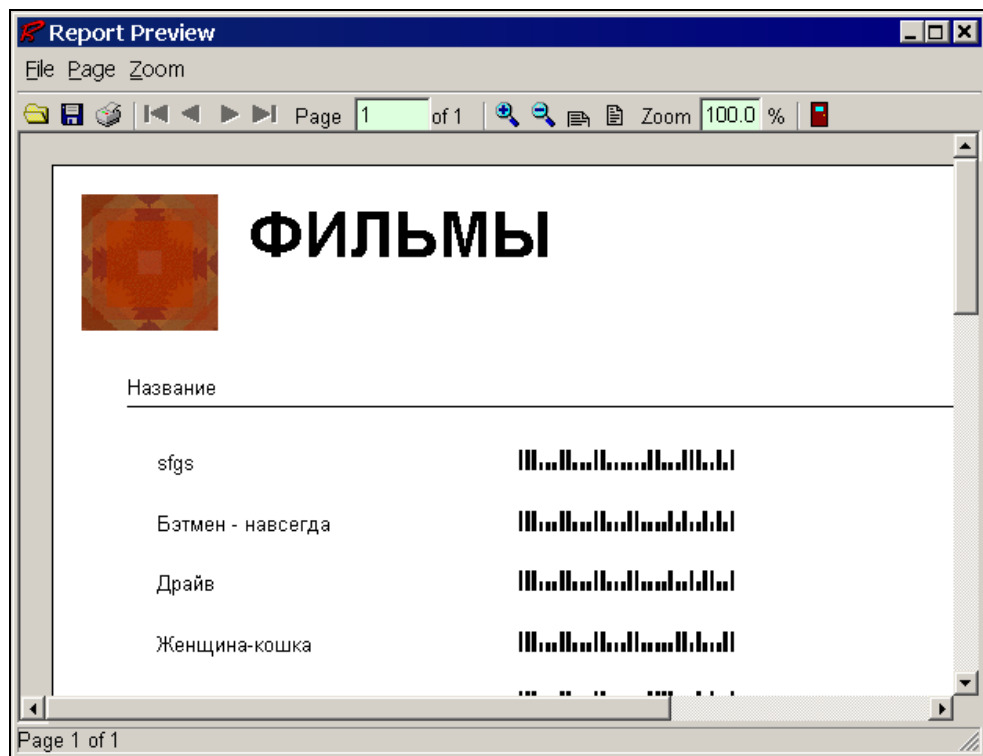 Report Preview
File Page Zoom
Page 1 of 1 Zoom 100.0 %
ФИЛЬМЫ
Название
sfgs
Бэтмен - навсегда
Драйв
Женщина-кошка
Page 1 of 1